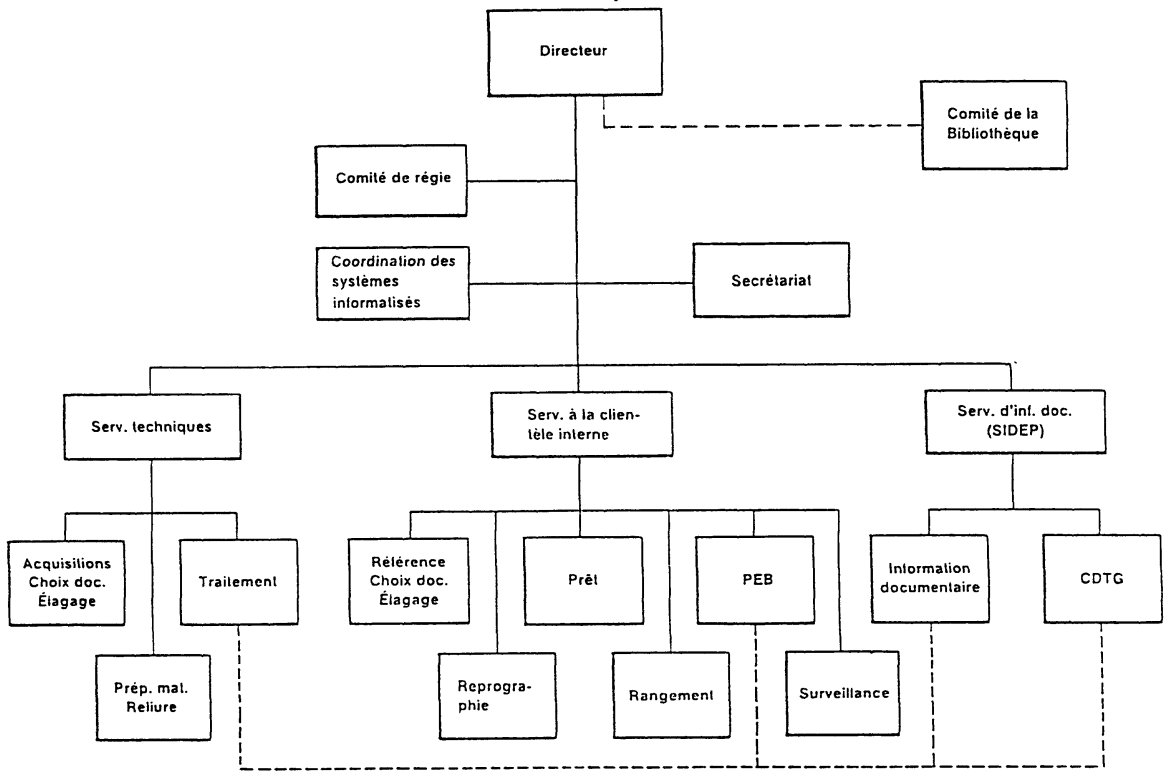 Directeur
Comité de la
Bibliothèque
Comité de régie
Coordination des
systèmes
informatisés
Secrétariat
Serv. techniques
Serv. à la clien-
tèle interne
Serv. d'inf. doc.
(SIDEP)
Acquisitions
Choix doc.
Élagage
Traitement
Référence
Choix doc.
Élagage
Prêt
PEB
Information
documentaire
CDTG
Prép. mat.
Reliure
Reprogra-
phie
Rangement
Surveillance